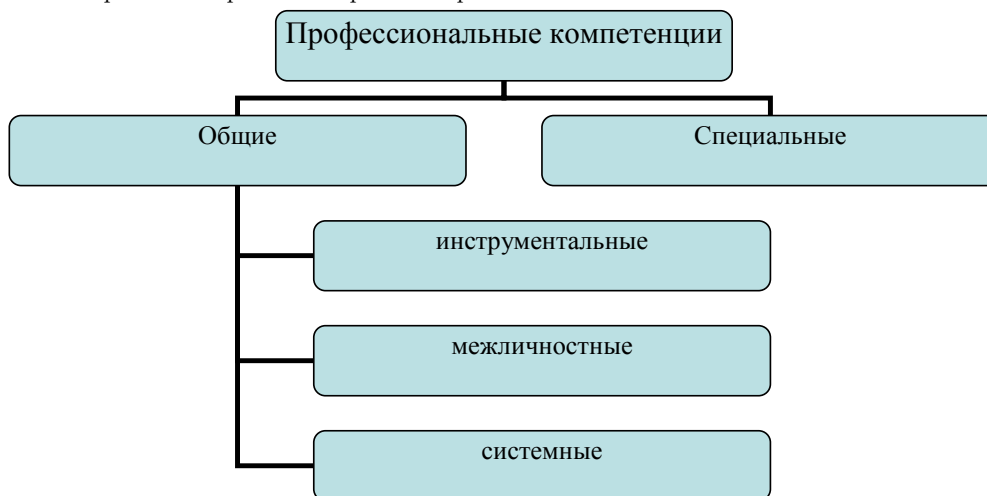 Профессиональные компетенции
Общие
Специальные
инструментальные
межличностные
системные